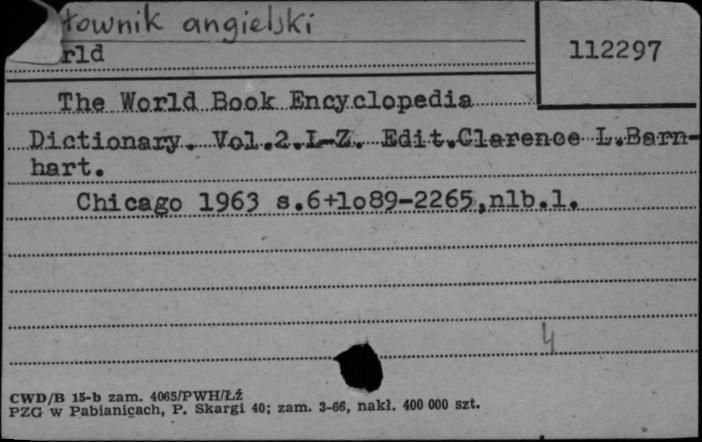 łownik angielski
rld
112297
The World Book Encyclopedia
Dictionary. Vol.2.L-Z. Edit.Clarence L.Barn-
hart.
Chicago 1963 s.6+lo89-2265,nlb.l.
4
CWD/B 15-b zam. 4065/PWH/Łź
PZG w Pabianicach, P. Skargi 40; zam. 3-66, nakł. 400 000 szt.